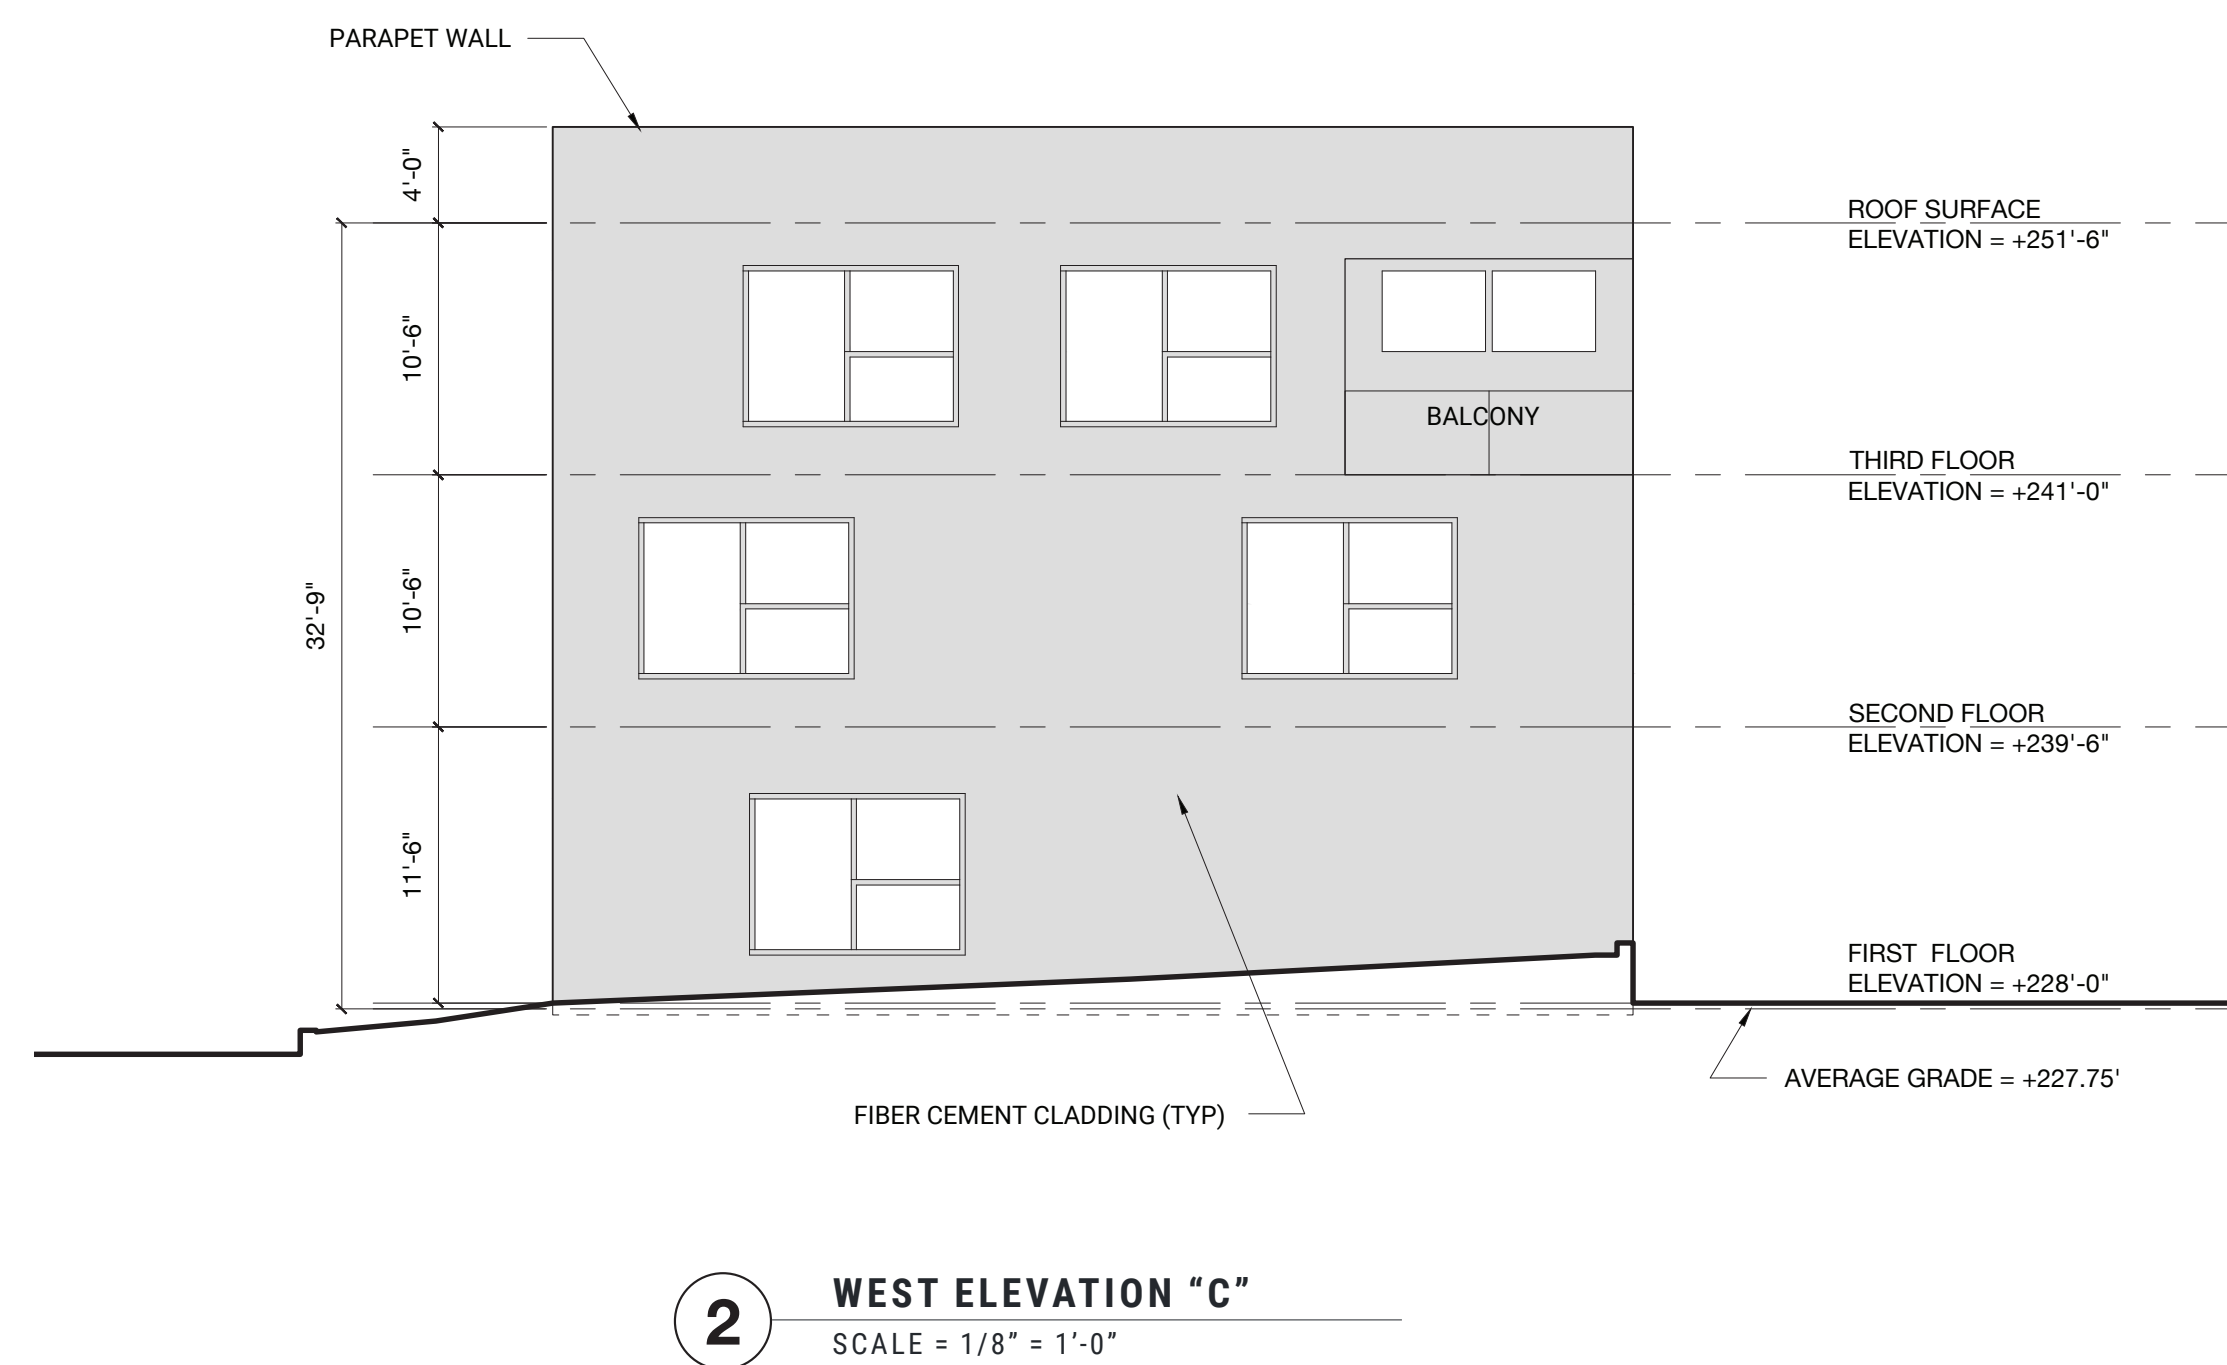 PARAPET WALL
4'-0"
ROOF SURFACE
ELEVATION = +251'-6"
10'-6"
BALCONY
THIRD FLOOR
ELEVATION = +241'-0"
32'-9"
10'-6"
SECOND FLOOR
ELEVATION = +239'-6"
11'-6"
FIRST FLOOR
ELEVATION = +228'-0"
AVERAGE GRADE = +227.75'
FIBER CEMENT CLADDING (TYP)
2
WEST ELEVATION “C”
SCALE = 1/8” = 1’-0”